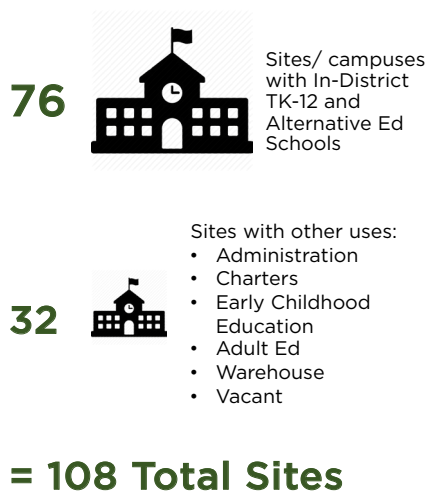 76
Sites/ campuses
with In-District
TK-12 and
Alternative Ed
Schools
32
Sites with other uses:
• Administration
• Charters
• Early Childhood
Education
• Adult Ed
• Warehouse
• Vacant
= 108 Total Sites